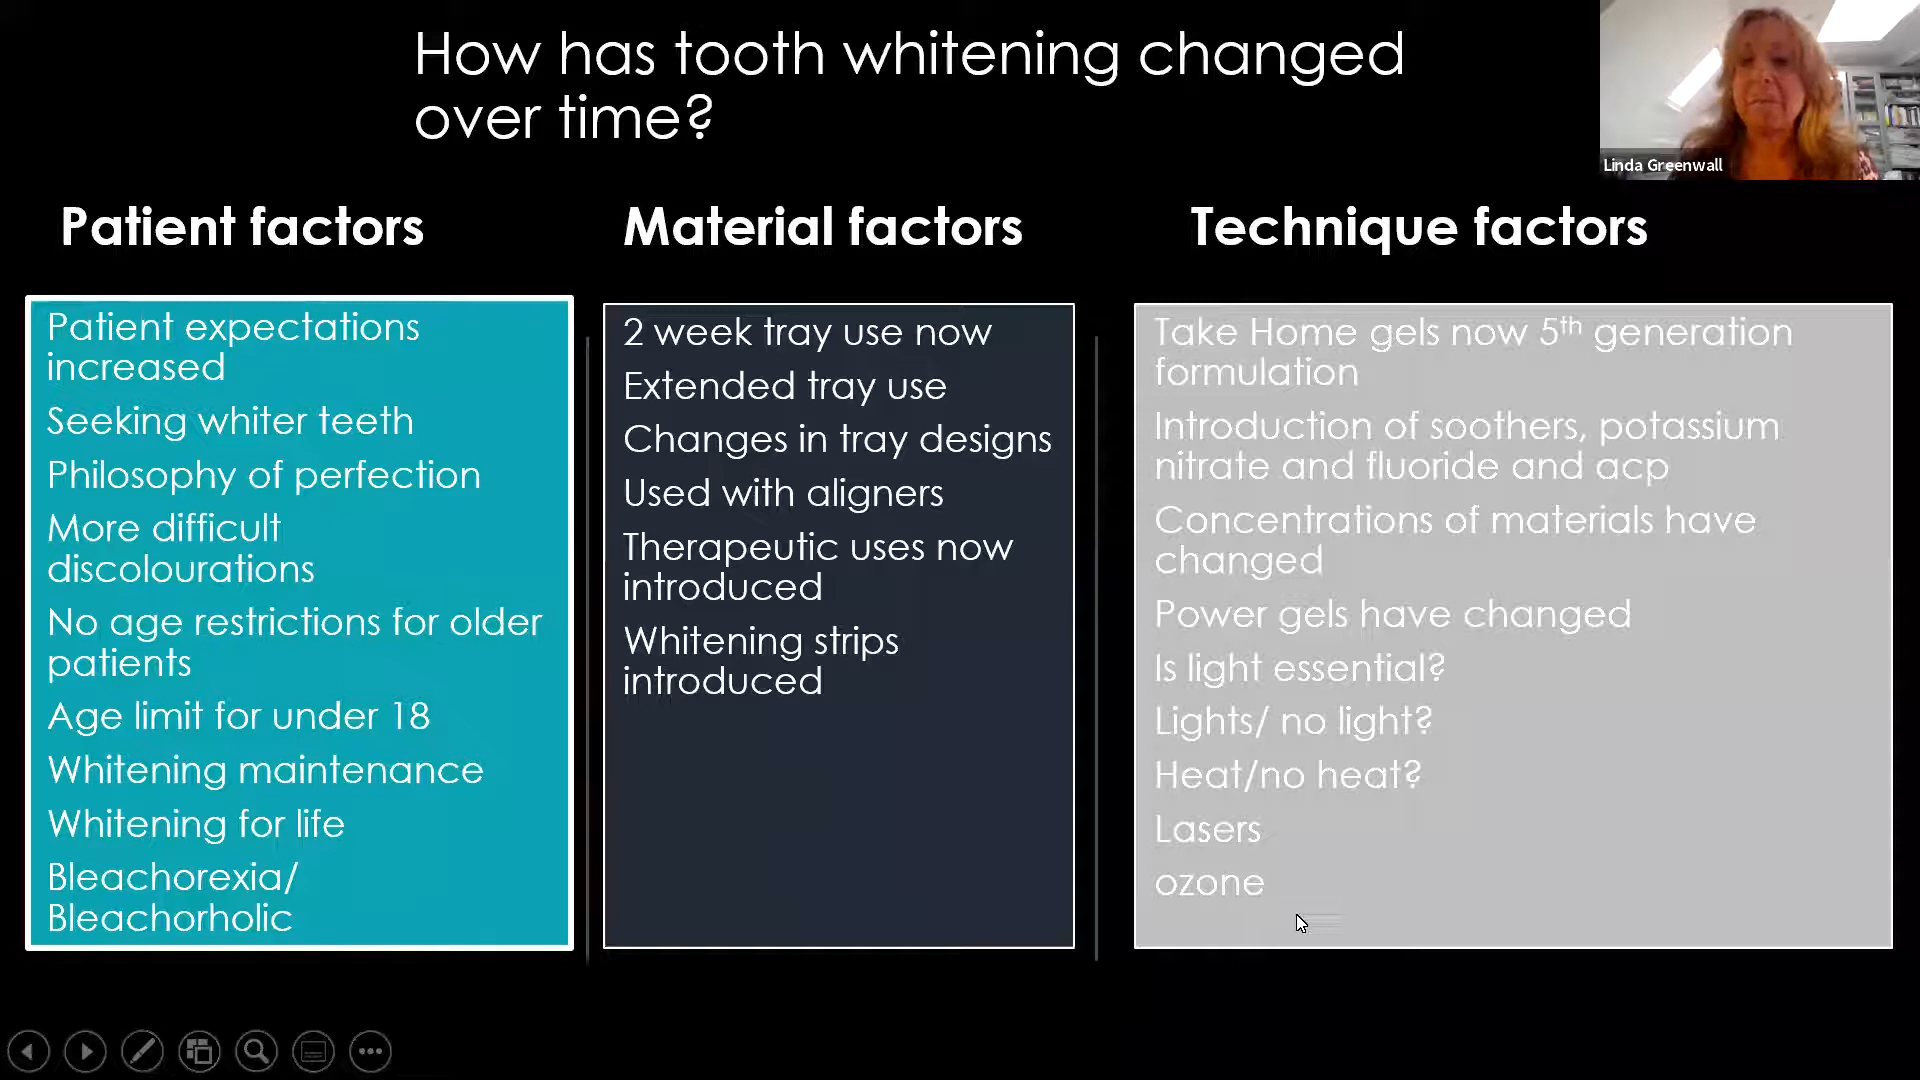 How has tooth whitening changed
over time?
Linda Greenwall
Patient factors
Patient expectations
increased
Seeking whiter teeth
Philosophy of perfection
More difficult
discolourations
No age restrictions for older
patients
Age limit for under 18
Whitening maintenance
Whitening for life
Bleachorexia/
Bleachorholic
Material factors
2 week tray use now
Extended tray use
Changes in tray designs
Used with aligners
Therapeutic uses now
introduced
Whitening strips
introduced
Technique factors
Take Home gels now 5th generation
formulation
Introduction of soothers, potassium
nitrate and fluoride and acp
Concentrations of materials have
changed
Power gels have changed
Is light essential?
Lights/ no light?
Heat/no heat?
Lasers
ozone